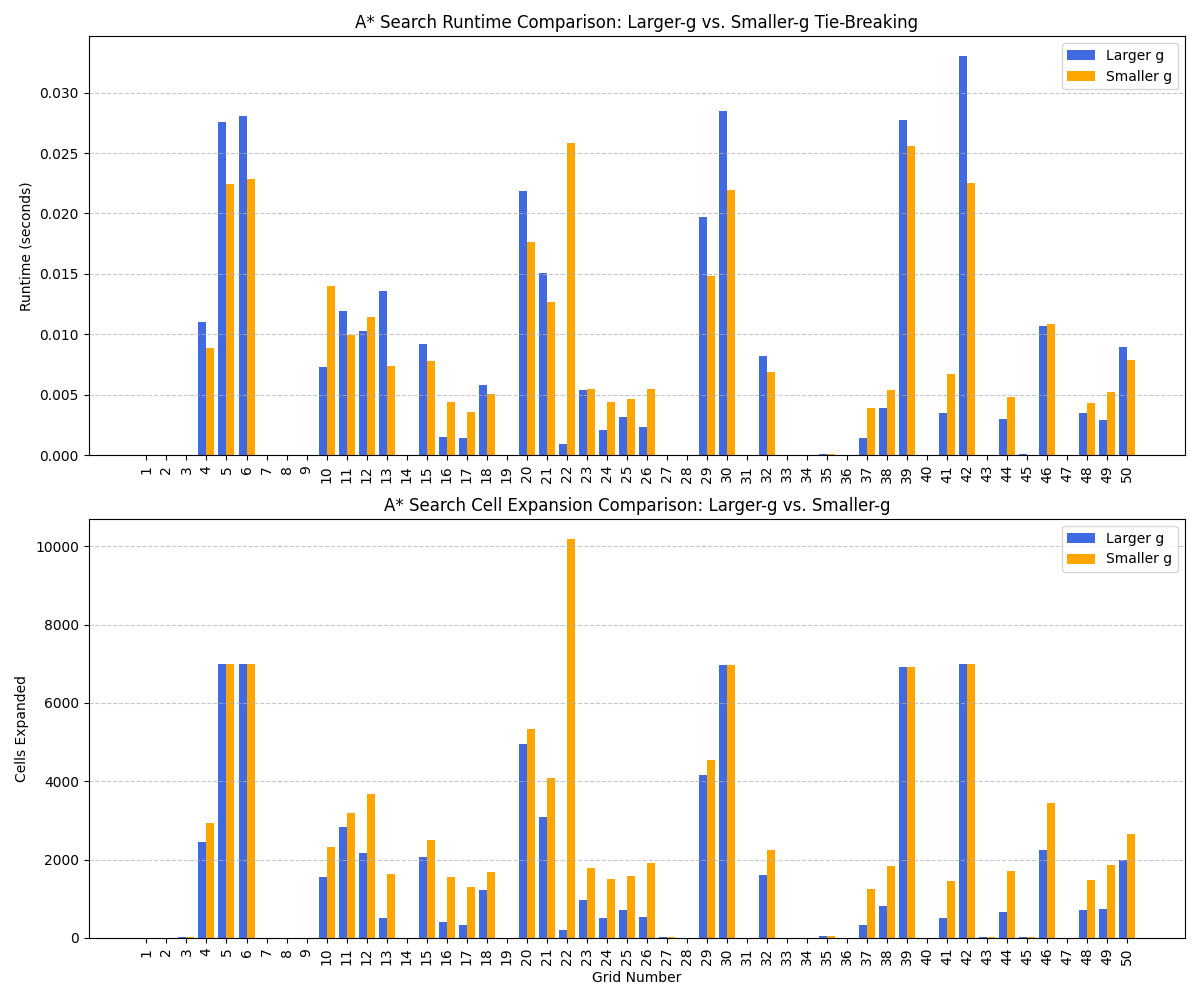 A* Search Runtime Comparison: Larger-g vs. Smaller-g Tie-Breaking
Larger g
Smaller g
Runtime (seconds)
0.030
0.025
0.020
0.015
0.010
0.005
0.000
1 2 3 4 5 6 7 8 9 10 11 12 13 14 15 16 17 18 19 20 21 22 23 24 25 26 27 28 29 30 31 32 33 34 35 36 37 38 39 40 41 42 43 44 45 46 47 48 49 50
A* Search Cell Expansion Comparison: Larger-g vs. Smaller-g
Larger g
Smaller g
Cells Expanded
10000
8000
6000
4000
2000
0
1 2 3 4 5 6 7 8 9 10 11 12 13 14 15 16 17 18 19 20 21 22 23 24 25 26 27 28 29 30 31 32 33 34 35 36 37 38 39 40 41 42 43 44 45 46 47 48 49 50
Grid Number